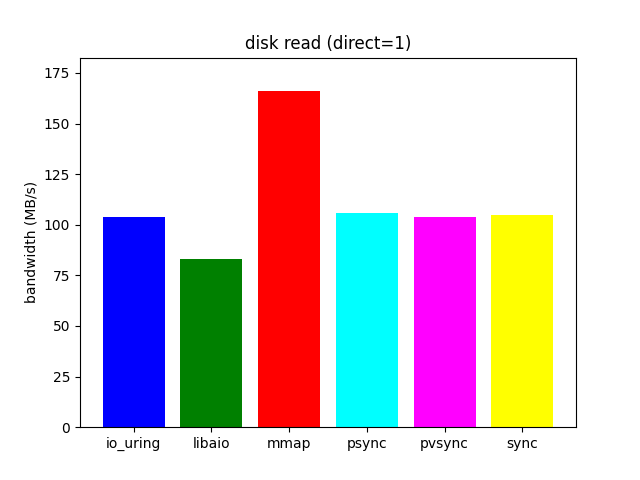 disk read (direct=1)
bandwidth (MB/s)
175
150
125
100
75
50
25
0
io_uring libaio mmap psync pvsync sync